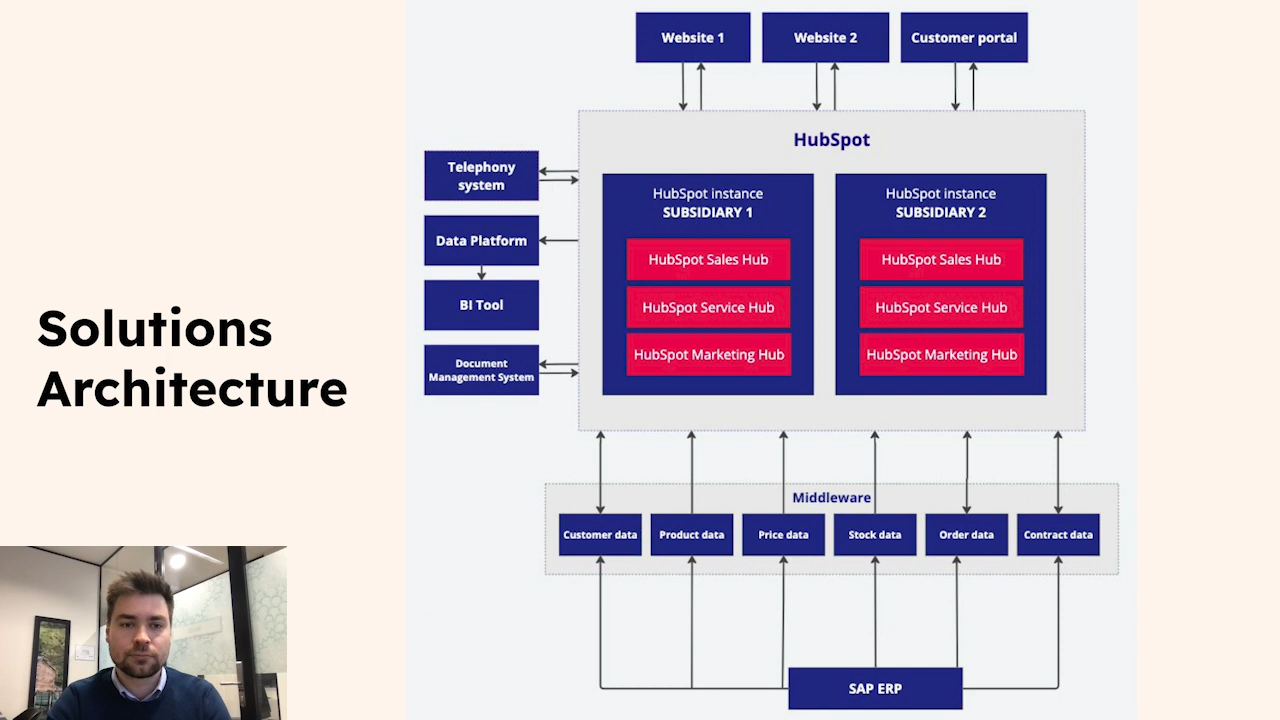 Website 1
Website 2
Customer portal
HubSpot
Telephony
system
Data Platform
BI Tool
Document
Management System
HubSpot instance
SUBSIDIARY 1
HubSpot Sales Hub
HubSpot Service Hub
HubSpot Marketing Hub
HubSpot instance
SUBSIDIARY 2
HubSpot Sales Hub
HubSpot Service Hub
HubSpot Marketing Hub
Solutions
Architecture
Middleware
Customer data
Product data
Price data
Stock data
Order data
Contract data
SAP ERP